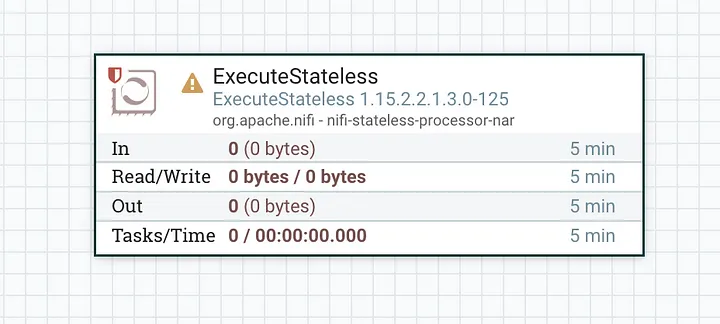 ExecuteStateless
ExecuteStateless 1.15.2.2.1.3.0-125
org.apache.nifi - nifi-stateless-processor-nar
In 0 (0 bytes) 5 min
Read/Write 0 bytes / 0 bytes 5 min
Out 0 (0 bytes) 5 min
Tasks/Time 0 / 00:00:00.000 5 min